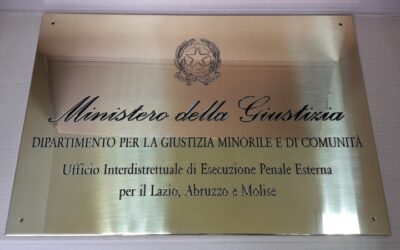 Ministero della Giustizia
DIPARTIMENTO PER LA GIUSTIZIA MINORILE E DI COMUNITÀ
Ufficio Interdistrettuale di Esecuzione Penale Esterna
per il Lazio, Abruzzo e Molise